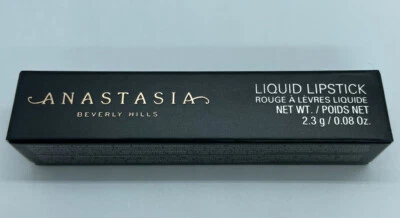 ANASTASIA
BEVERLY HILLS
LIQUID LIPSTICK
ROUGE À LÈVRES LIQUIDE
NET WT. / POIDS NET
2.3 g / 0.08 Oz.